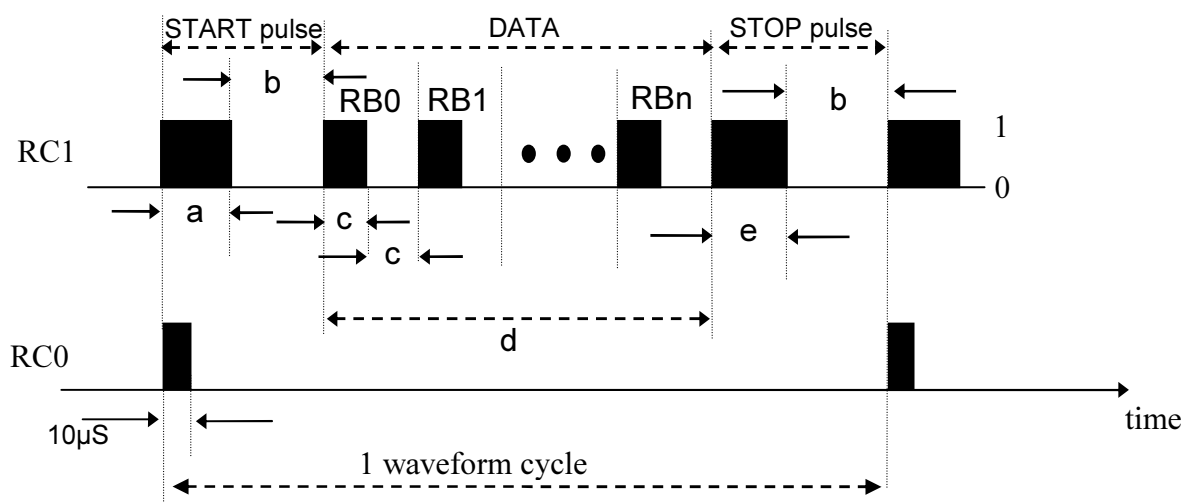 START pulse
DATA
STOP pulse
b
b
RB0
RB1
RBn
RC1
1
0
a
c
e
c
d
RC0
10µS
time
1 waveform cycle